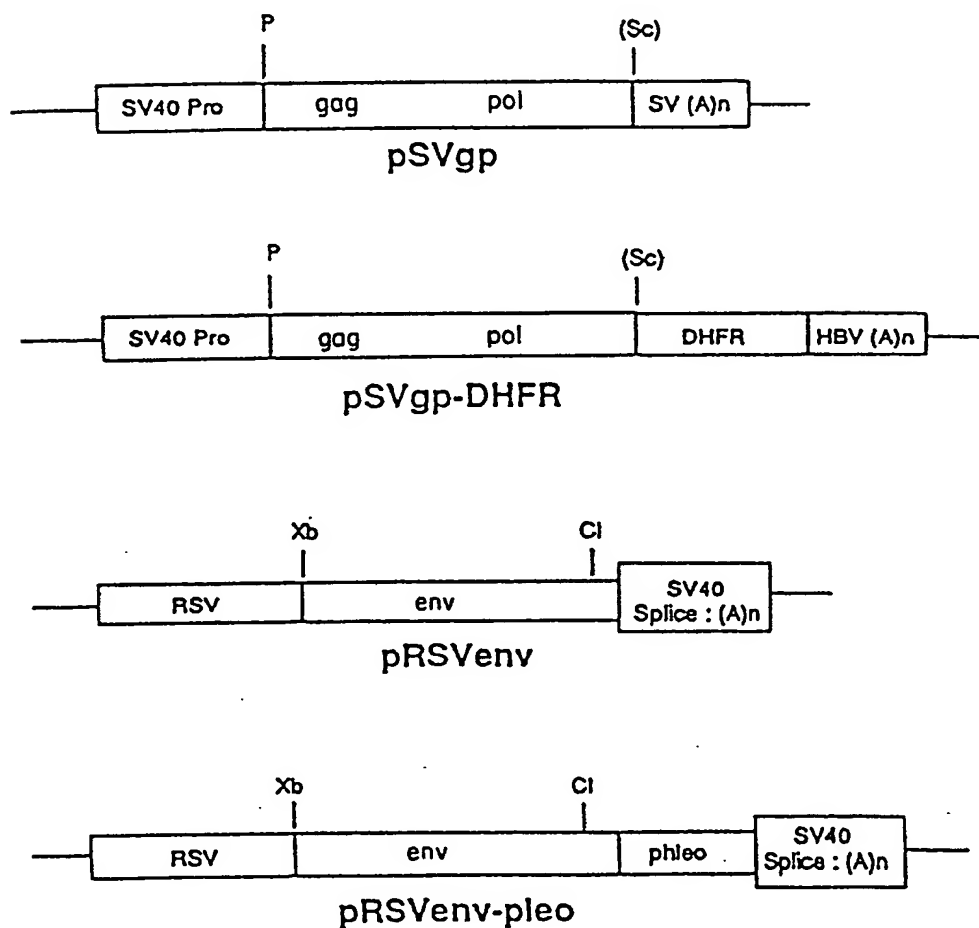 P (Sc)
SV40 Pro gag pol SV (A)n
pSVgp
P (Sc)
SV40 Pro gag pol DHFR HBV (A)n
pSVgp-DHFR
Xb Cl
RSV env SV40
Splice : (A)n
pRSVenv
Xb Cl
RSV env phleo SV40
Splice : (A)n
pRSVenv-pleo